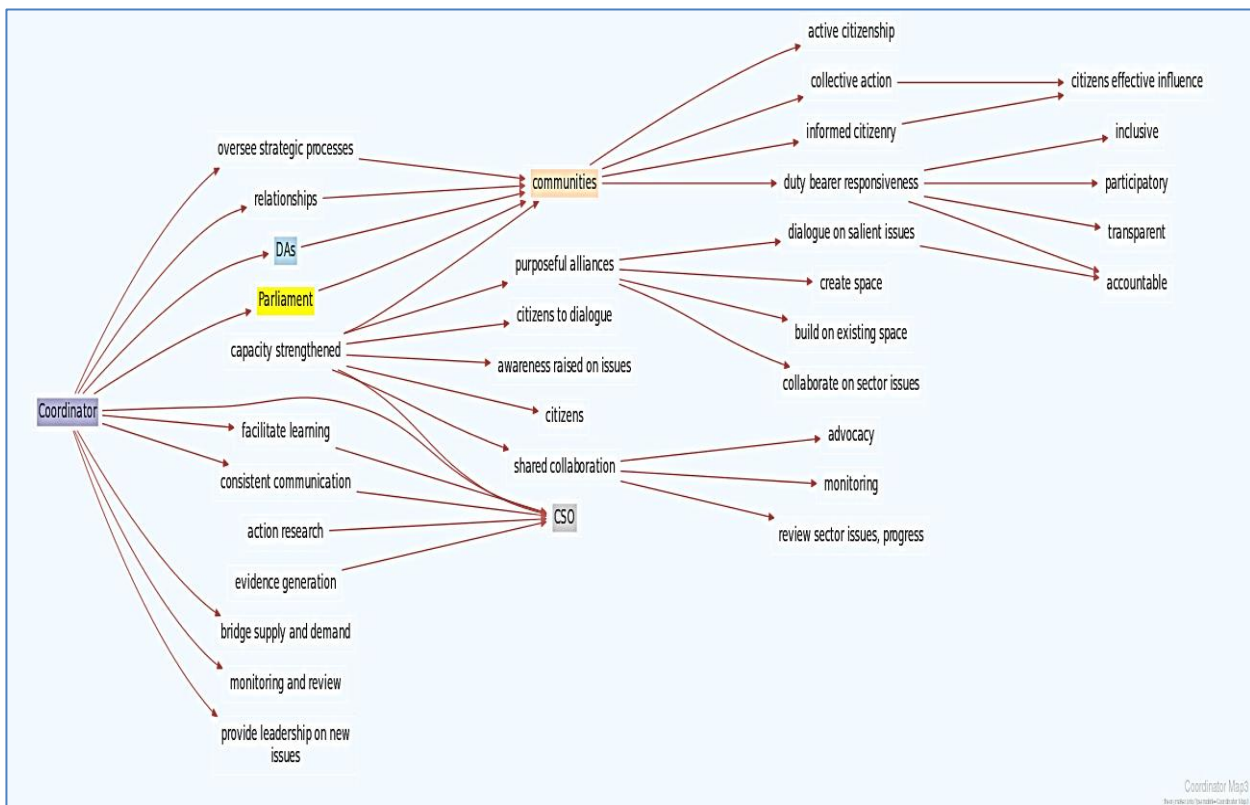 active citizenship
collective action
citizens effective influence
informed citizenry
inclusive
oversee strategic processes
communities
duty bearer responsiveness
participatory
relationships
dialogue on salient issues
transparent
DAs
purposeful alliances
create space
accountable
Parliament
citizens to dialogue
build on existing space
capacity strengthened
awareness raised on issues
collaborate on sector issues
Coordinator
citizens
facilitate learning
advocacy
shared collaboration
consistent communication
monitoring
CSO
action research
review sector issues, progress
evidence generation
bridge supply and demand
monitoring and review
provide leadership on new
issues
Coordinator Map3